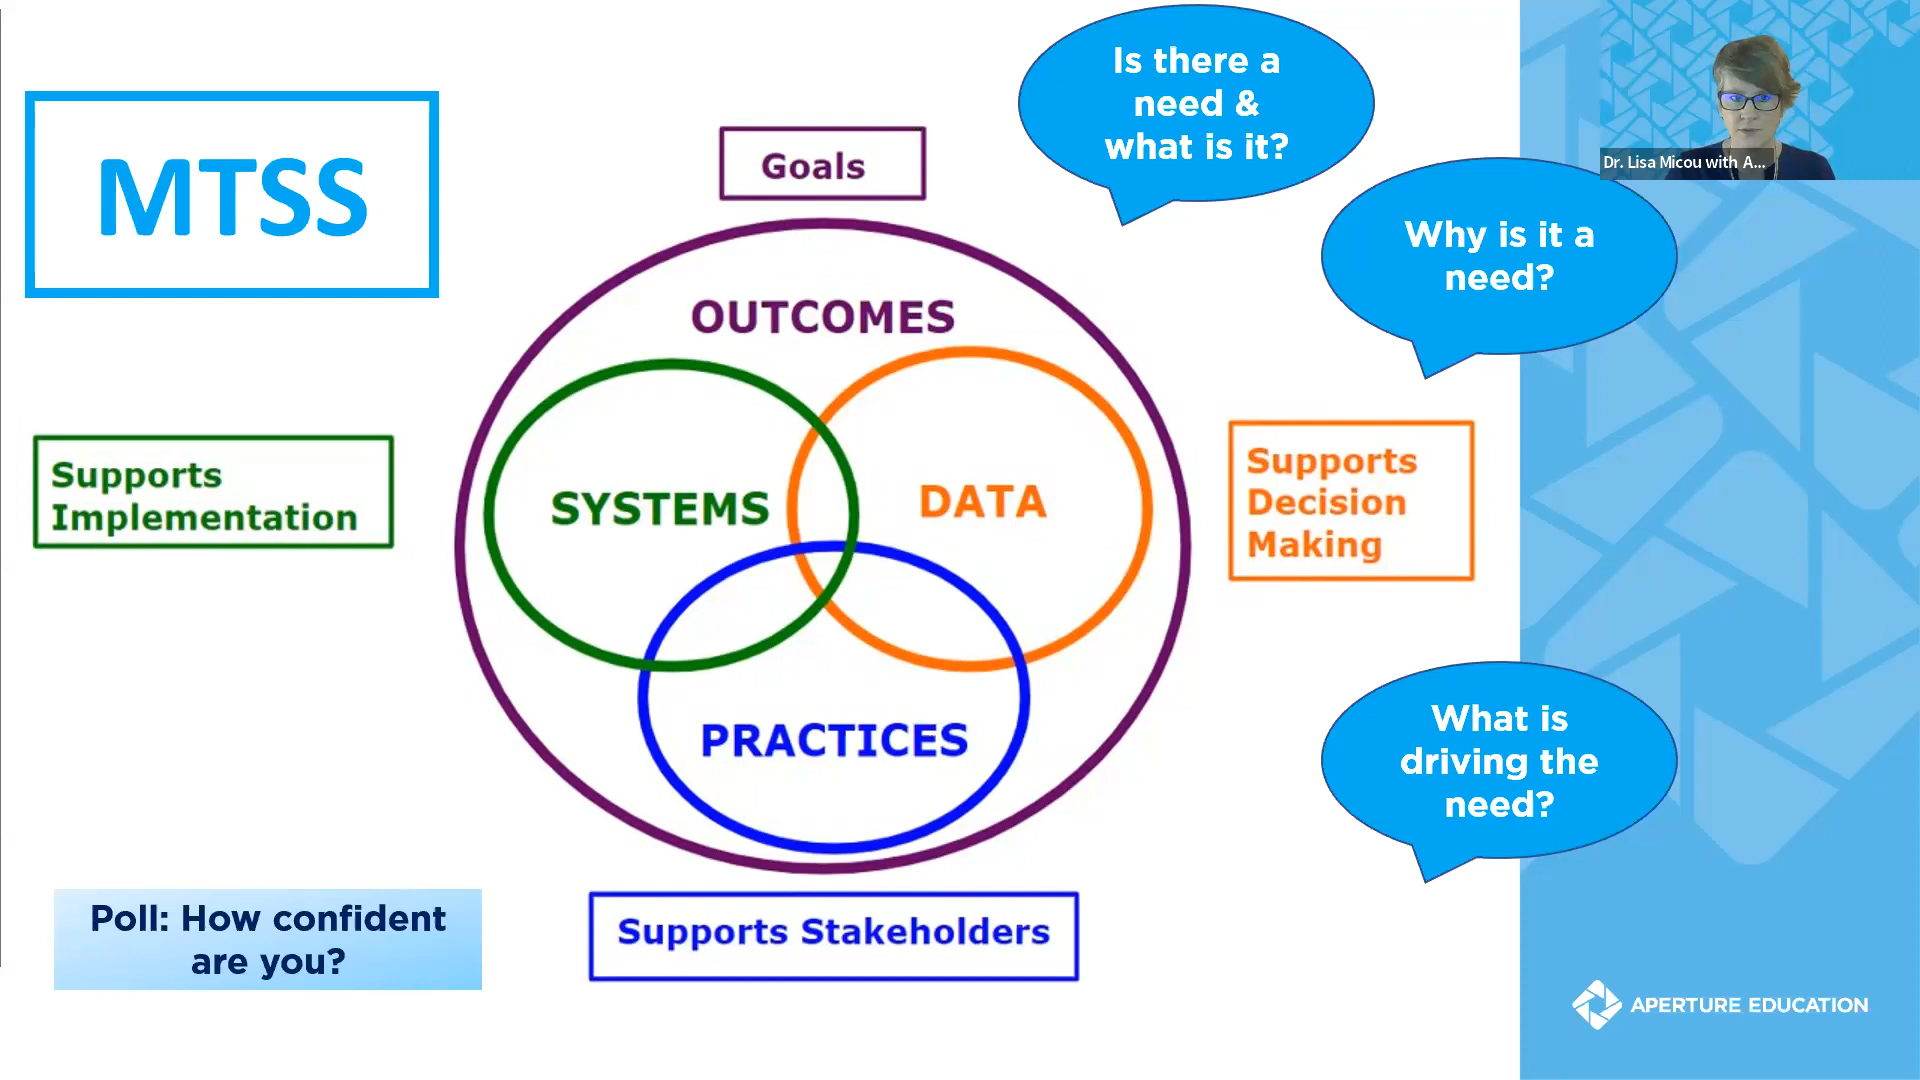 MTSS
Goals
Is there a
need &
what is it?
Dr. Lisa Micou with A...
Why is it a
need?
OUTCOMES
SYSTEMS
DATA
PRACTICES
Supports
Implementation
Supports
Decision
Making
What is
driving the
need?
Poll: How confident
are you?
Supports Stakeholders
APERTURE EDUCATION